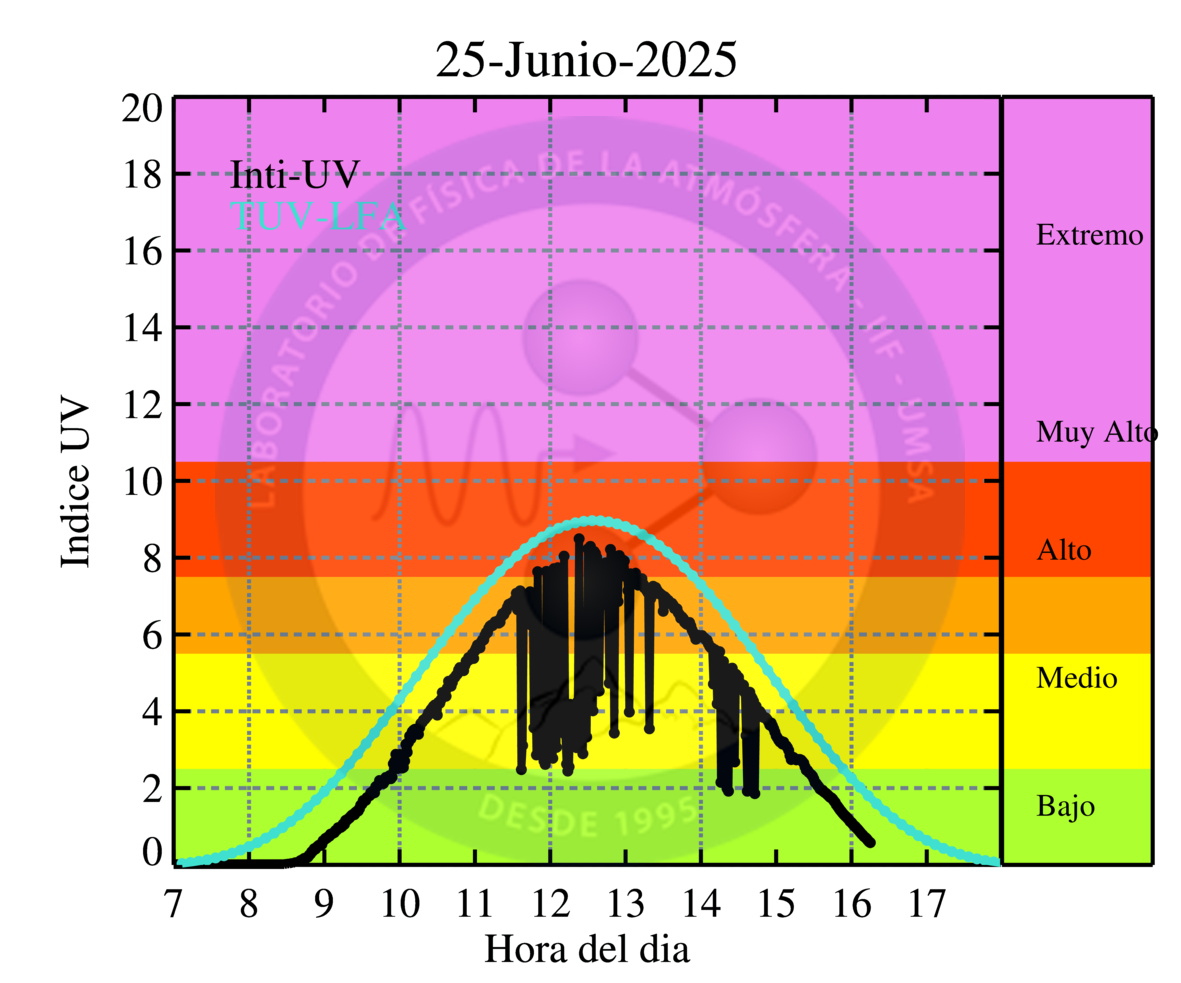 25-Junio-2025
20
18
16
14
12
10
8
6
4
2
0
Indice UV
Inti-UV
TUV-LFA
LABORATORIO DE FÍSICA DE LA ATMÓSFERA - IIF - UMSA
DESDE 1995
Extremo
Muy Alto
Alto
Medio
Bajo
7 8 9 10 11 12 13 14 15 16 17
Hora del dia